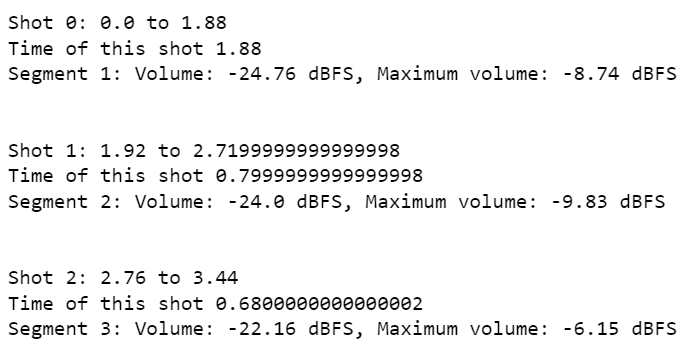 Shot 0: 0.0 to 1.88
Time of this shot 1.88
Segment 1: Volume: -24.76 dBFS, Maximum volume: -8.74 dBFS
Shot 1: 1.92 to 2.7199999999999998
Time of this shot 0.7999999999999998
Segment 2: Volume: -24.0 dBFS, Maximum volume: -9.83 dBFS
Shot 2: 2.76 to 3.44
Time of this shot 0.6800000000000002
Segment 3: Volume: -22.16 dBFS, Maximum volume: -6.15 dBFS